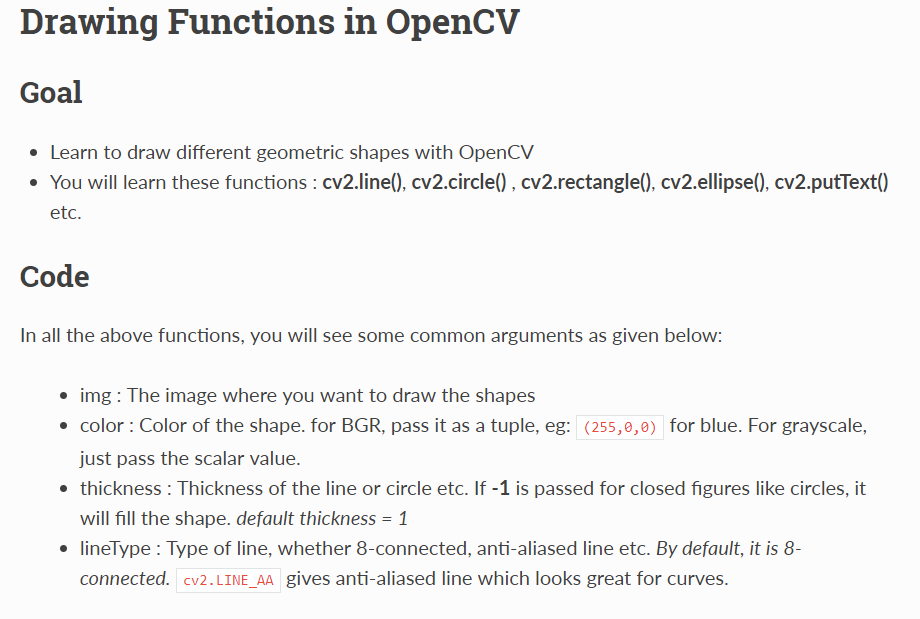 Drawing Functions in OpenCV
Goal
• Learn to draw different geometric shapes with OpenCV
• You will learn these functions : cv2.line(), cv2.circle() , cv2.rectangle(), cv2.ellipse(), cv2.putText()
etc.
Code
In all the above functions, you will see some common arguments as given below:
• img : The image where you want to draw the shapes
• color : Color of the shape. for BGR, pass it as a tuple, eg: (255,0,0) for blue. For grayscale,
just pass the scalar value.
• thickness : Thickness of the line or circle etc. If -1 is passed for closed figures like circles, it
will fill the shape. default thickness = 1
• lineType : Type of line, whether 8-connected, anti-aliased line etc. By default, it is 8-
connected. cv2.LINE_AA gives anti-aliased line which looks great for curves.